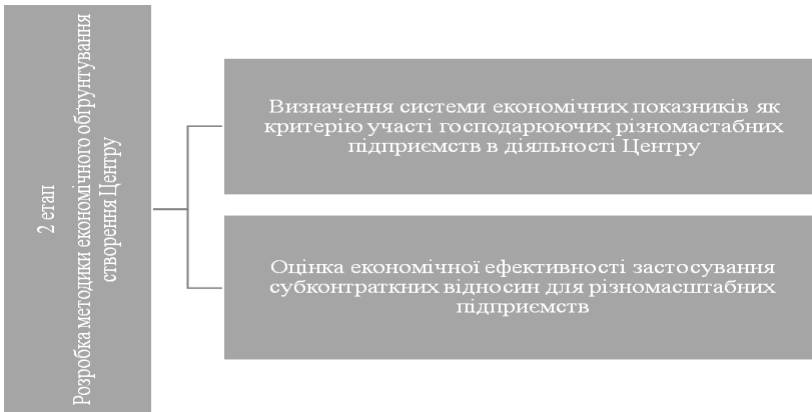 2 етап
Розробка методики економічного обґрунтування
створення Центру
Визначення системи економічних показників як
критерію участі господарюючих різномастабних
підприємств в діяльності Центру
Оцінка економічної ефективності застосування
субконтраткних відносин для різномасштабних
підприємств